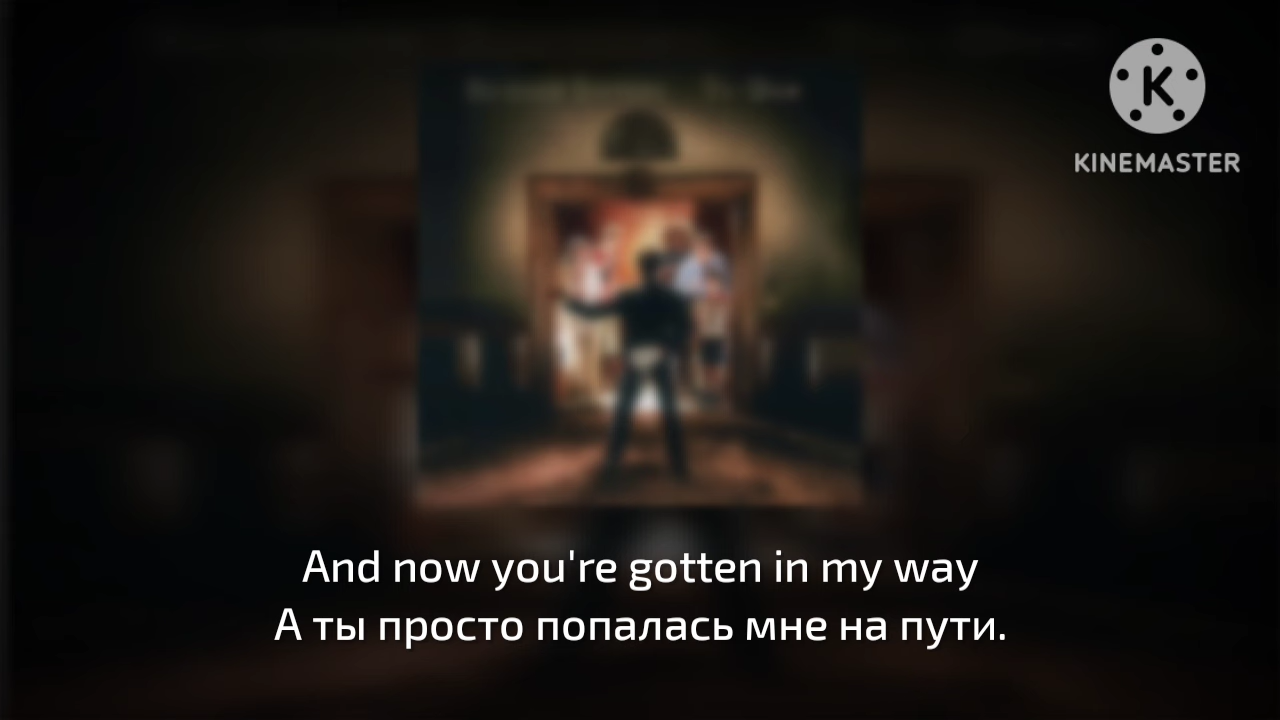 KINEMASTER
And now you're gotten in my way
А ты просто попалась мне на пути.